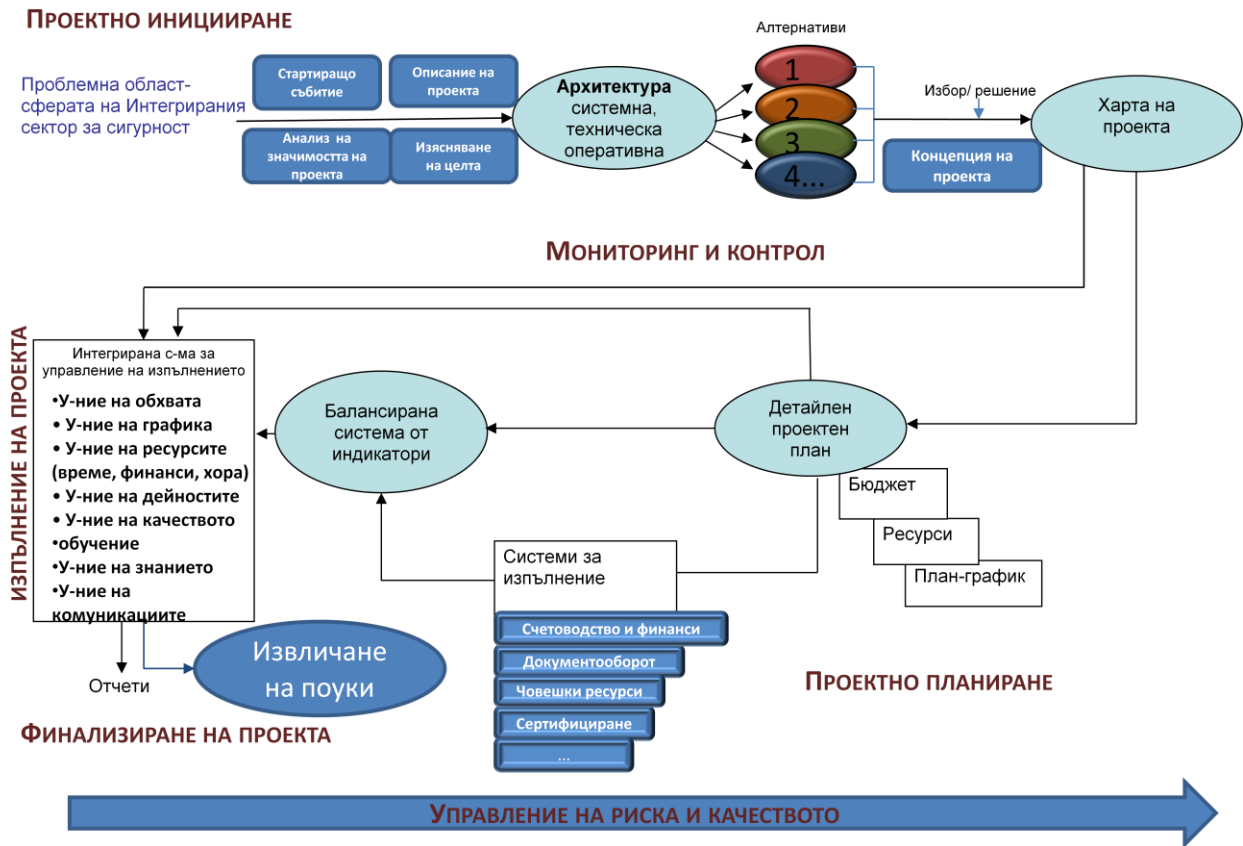 ПРОЕКТНО ИНИЦИИРАНЕ
Алтернативи
Проблемна област-
сферата на Интегрирания
сектор за сигурност
Стартиращо
събитие
Описание на
проекта
Анализ на
значимостта на
проекта
Изясняване
на целта
Архитектура
системна,
техническа
оперативна
1
2
3
4...
Избор/ решение
Концепция на
проекта
Харта на
проекта
МОНИТОРИНГ И КОНТРОЛ
ИЗПЪЛНЕНИЕ НА ПРОЕКТА
Интегрирана с-ма за
управление на изпълнението
•У-ние на обхвата
• У-ние на графика
• У-ние на ресурсите
(време, финанси, хора)
• У-ние на дейностите
• У-ние на качеството
•обучение
•У-ние на знанието
•У-ние на
комуникациите
Балансирана
система от
индикатори
Детайлен
проектен
план
Бюджет
Ресурси
План-график
Системи за
изпълнение
Счетоводство и финанси
Документооборот
Човешки ресурси
Сертифициране
...
Отчети
Извличане
на поуки
ПРОЕКТНО ПЛАНИРАНЕ
ФИНАЛИЗИРАНЕ НА ПРОЕКТА
УПРАВЛЕНИЕ НА РИСКА И КАЧЕСТВОТО